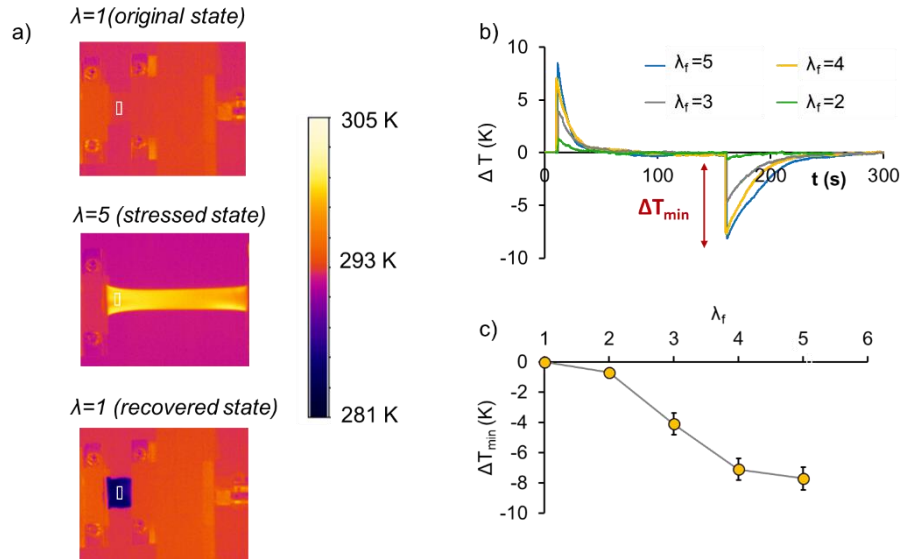 a)
λ=1(original state)
λ=5 (stressed state)
λ=1 (recovered state)
305 K
293 K
281 K
b)
10
5
0
-5
-10
Δ T (K)
λf=5
λf=4
λf=3
λf=2
0
100
200
300
t (s)
ΔTmin
c)
λf
1
2
3
4
5
6
0
-2
-4
-6
-8
-10
ΔTmin (K)